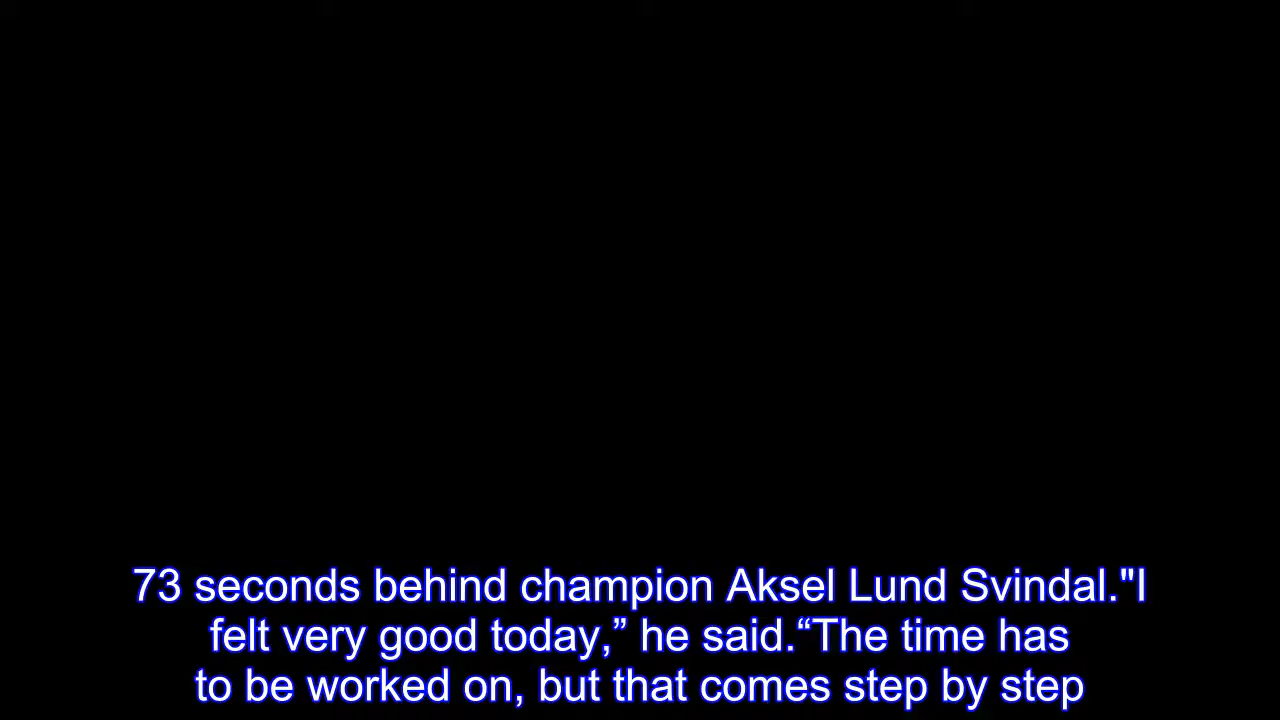 73 seconds behind champion Aksel Lund Svindal."I
felt very good today,” he said.“The time has
to be worked on, but that comes step by step